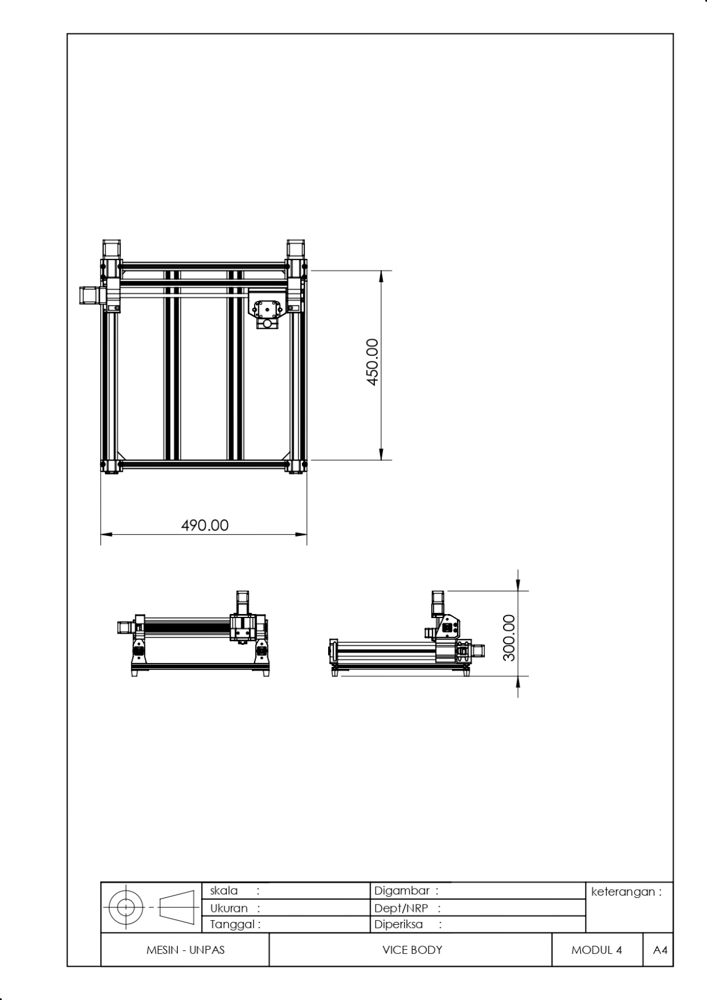 450.00
490.00
300.00
skala :
Ukuran :
Tanggal :
Digambar :
Dept/NRP :
Diperiksa :
keterangan :
MESIN - UNPAS
VICE BODY
MODUL 4
A4